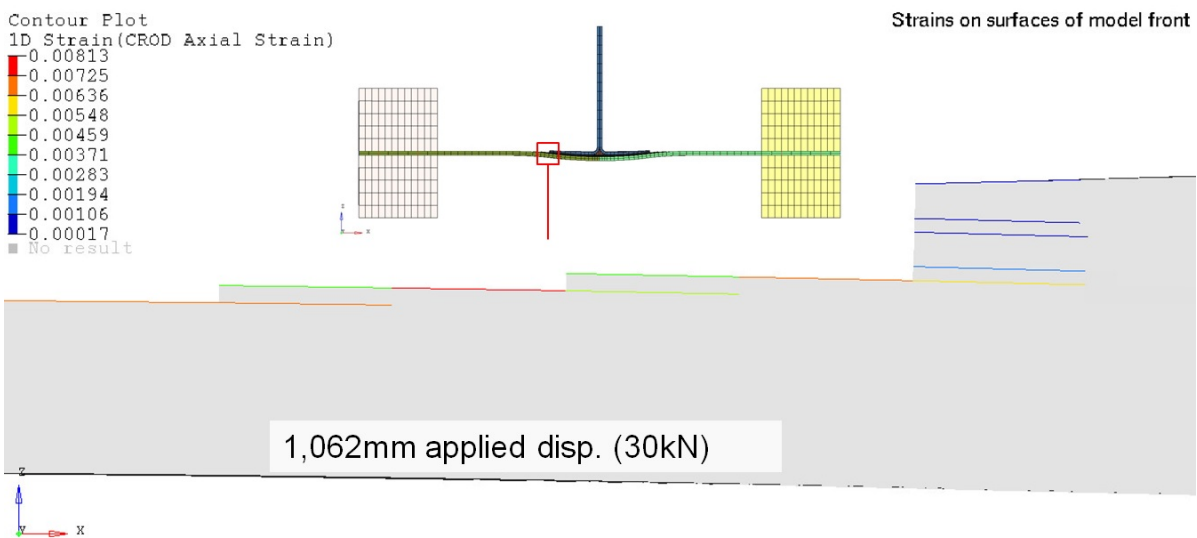 Contour Plot
1D Strain(CROD Axial Strain)
0.00813
0.00725
0.00636
0.00548
0.00459
0.00371
0.00283
0.00194
0.00106
0.00017
No result
Strains on surfaces of model front
Z
X
1,062mm applied disp. (30kN)
Z
Y
X